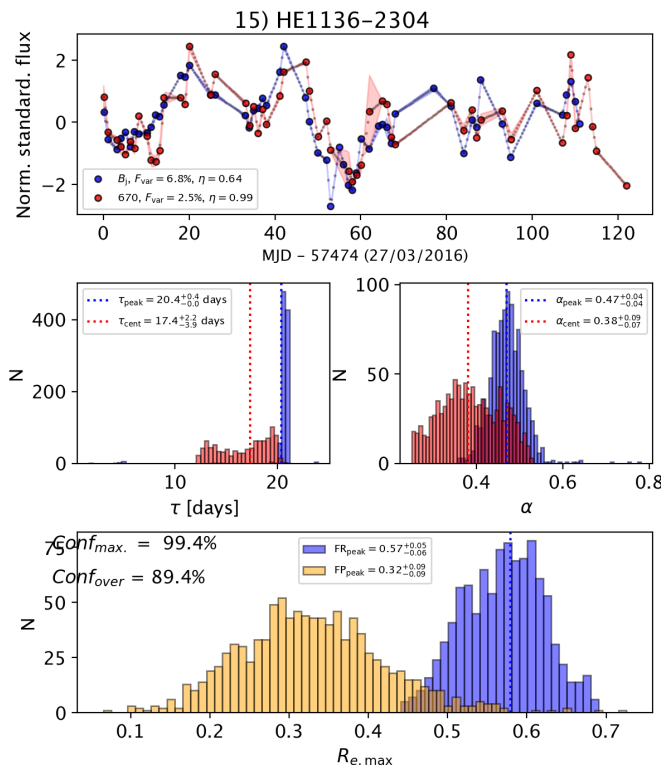 15) HE1136−2304
Norm. standard. flux
2
0
−2
B_j, F_var = 6.8%, η = 0.64
670, F_var = 2.5%, η = 0.99
0 20 40 60 80 100 120
MJD − 57474 (27/03/2016)
N
400
200
0
τ_peak = 20.4^{+0.4}_{−0.0} days
τ_cent = 17.4^{+2.2}_{−3.9} days
10 20
τ [days]
N
100
50
0
α_peak = 0.47^{+0.04}_{−0.04}
α_cent = 0.38^{+0.09}_{−0.07}
0.4 0.6 0.8
α
Conf_max. = 99.4%
Conf_over = 89.4%
N
75
50
25
0
FR_peak = 0.57^{+0.05}_{−0.06}
FP_peak = 0.32^{+0.09}_{−0.09}
0.1 0.2 0.3 0.4 0.5 0.6 0.7
R_{e, max}